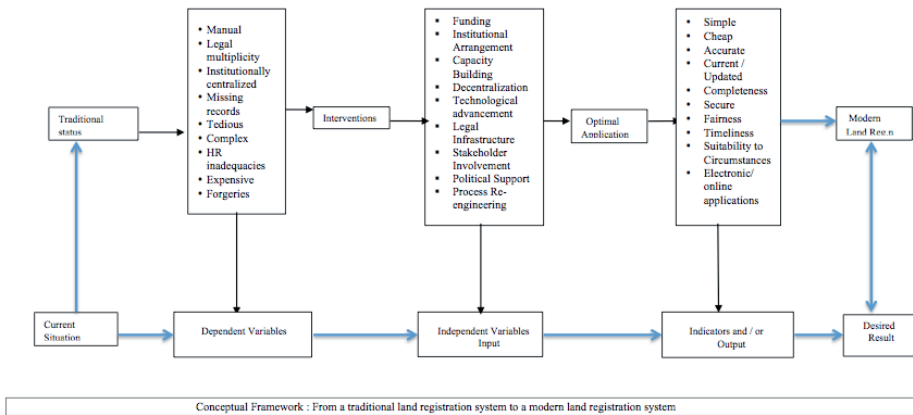 Traditional
status
• Manual
• Legal
multiplicity
• Institutionally
centralized
• Missing
records
• Tedious
• Complex
• HR
inadequacies
• Expensive
• Forgeries
Interventions
▪ Funding
▪ Institutional
Arrangement
▪ Capacity
Building
▪ Decentralization
▪ Technological
advancement
▪ Legal
Infrastructure
▪ Stakeholder
Involvement
▪ Political Support
▪ Process Re-
engineering
Optimal
Application
• Simple
• Cheap
• Accurate
• Current /
Updated
• Completeness
• Secure
• Fairness
• Timeliness
• Suitability to
Circumstances
• Electronic/
online
applications
Modern
Land Reg.n
Current
Situation
Dependent Variables
Independent Variables
Input
Indicators and / or
Output
Desired
Result
Conceptual Framework : From a traditional land registration system to a modern land registration system